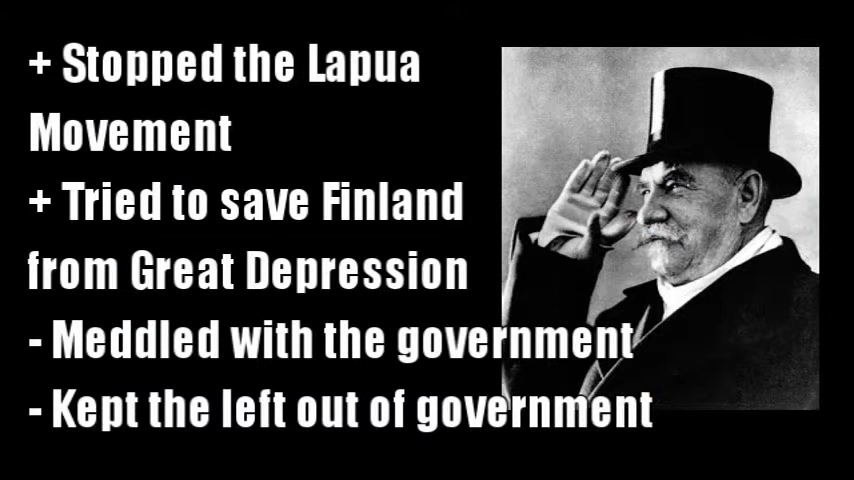 + Stopped the Lapua
Movement
+ Tried to save Finland
from Great Depression
- Meddled with the government
- Kept the left out of government